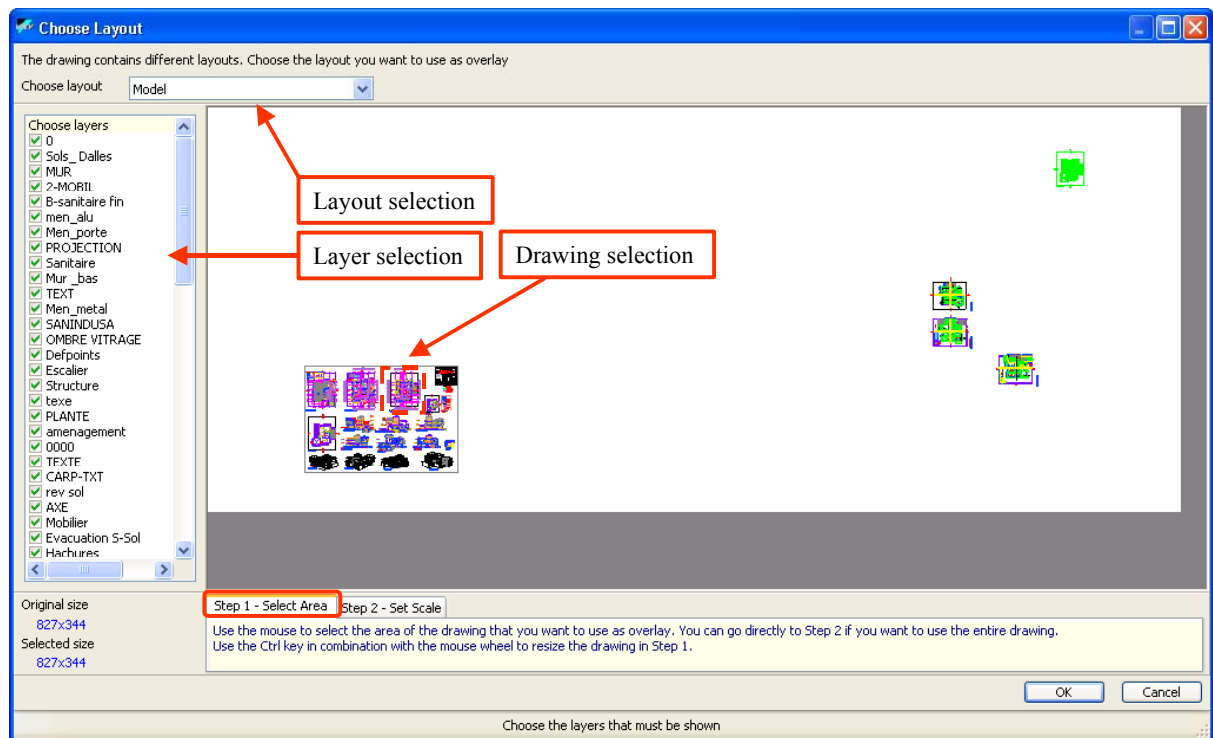 Choose Layout
The drawing contains different layouts. Choose the layout you want to use as overlay
Choose layout Model
Choose layers
0
Sols_ Dalles
MUR
2-MOBIL
B-sanitaire fin
men_alu
Men_porte
PROJECTION
Sanitaire
Mur _bas
TEXT
Men_metal
SANINDUSA
OMBRE VITRAGE
Defpoints
Escalier
Structure
texe
PLANTE
amenagement
0000
TEXTE
CARP-TXT
rev sol
AXE
Mobilier
Evacuation S-Sol
Hachures
Layout selection
Layer selection
Drawing selection
Original size
827x344
Selected size
827x344
Step 1 - Select Area Step 2 - Set Scale
Use the mouse to select the area of the drawing that you want to use as overlay. You can go directly to Step 2 if you want to use the entire drawing.
Use the Ctrl key in combination with the mouse wheel to resize the drawing in Step 1.
OK Cancel
Choose the layers that must be shown